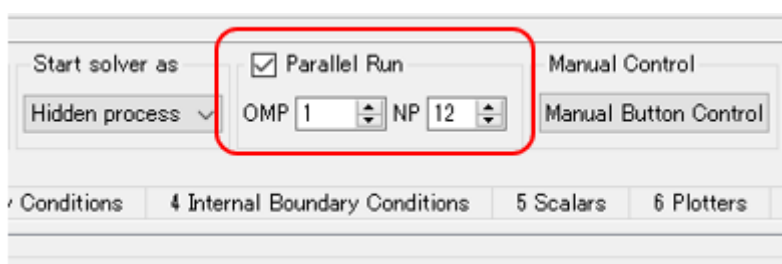 Start solver as
Parallel Run
Manual Control
Hidden process
OMP 1 NP 12
Manual Button Control
Conditions
4 Internal Boundary Conditions
5 Scalars
6 Plotters